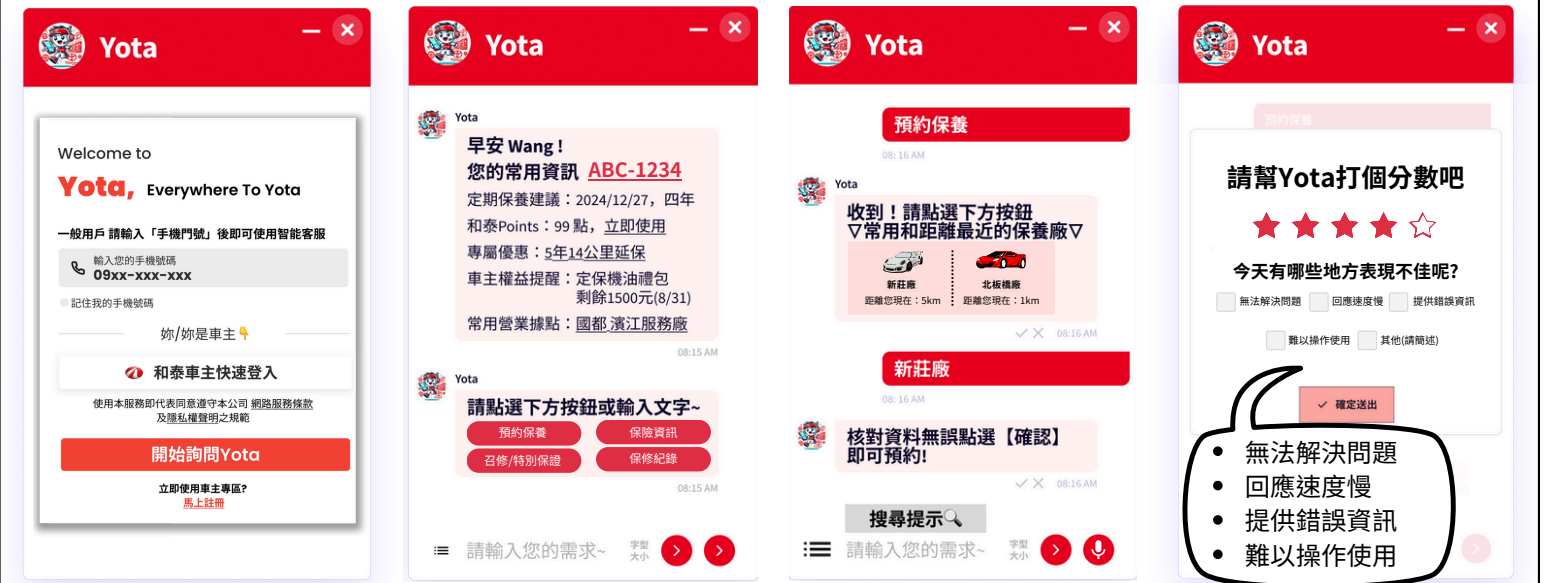 Yota
Welcome to
Yota, Everywhere To Yota
一般用戶 請輸入「手機門號」後即可使用智能客服
輸入您的手機號碼
09xx-xxx-xxx
記住我的手機號碼
妳/妳是車主👇
和泰車主快速登入
使用本服務即代表同意遵守本公司 網路服務條款
及隱私權聲明之規範
開始詢問Yota
立即使用車主專區?
馬上註冊
Yota
Yota
早安 Wang !
您的常用資訊 ABC-1234
定期保養建議：2024/12/27，四年
和泰Points：99 點，立即使用
專屬優惠：5年14公里延保
車主權益提醒：定保機油禮包
剩餘1500元(8/31)
常用營業據點：國都 濱江服務廠
08:15 AM
Yota
請點選下方按鈕或輸入文字~
預約保養
保險資訊
召修/特別保證
保修紀錄
08:15 AM
請輸入您的需求~
字型
大小
Yota
預約保養
08: 16 AM
Yota
收到！請點選下方按鈕
▽常用和距離最近的保養廠▽
新莊廠
距離您現在：5km
北板橋廠
距離您現在：1km
08:16 AM
新莊廠
08: 16 AM
核對資料無誤點選【確認】
即可預約!
08:16 AM
搜尋提示🔍
請輸入您的需求~
字型
大小
Yota
預約保養
請幫Yota打個分數吧
今天有哪些地方表現不佳呢?
無法解決問題
回應速度慢
提供錯誤資訊
難以操作使用
其他(請簡述)
確定送出
• 無法解決問題
• 回應速度慢
• 提供錯誤資訊
• 難以操作使用